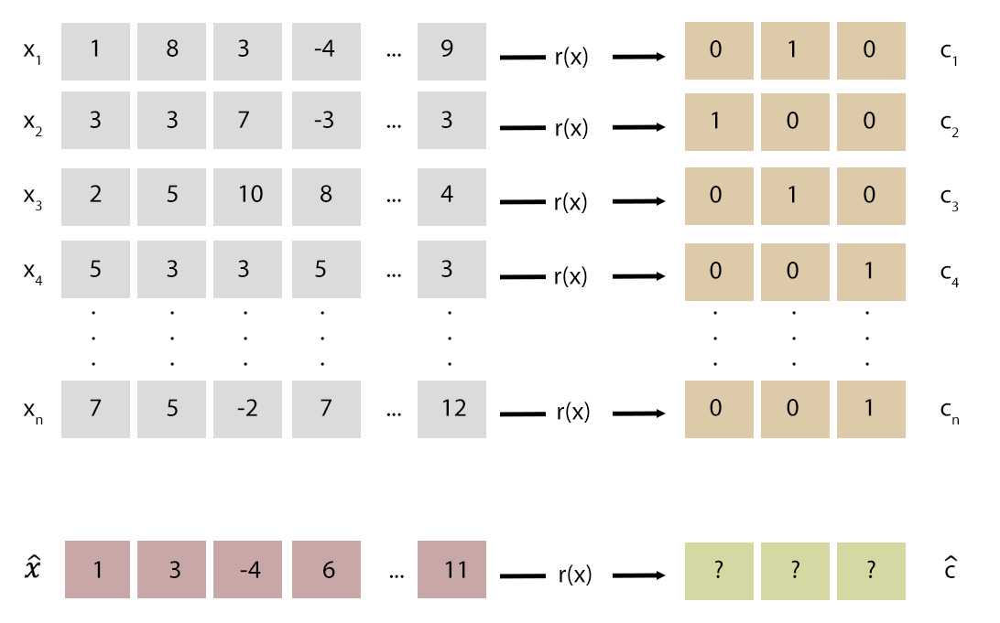 x1 1 8 3 -4 ... 9 r(x) 0 1 0 c1
x2 3 3 7 -3 ... 3 r(x) 1 0 0 c2
x3 2 5 10 8 ... 4 r(x) 0 1 0 c3
x4 5 3 3 5 ... 3 r(x) 0 0 1 c4
xn 7 5 -2 7 ... 12 r(x) 0 0 1 cn
x̂ 1 3 -4 6 ... 11 r(x) ? ? ? ĉ